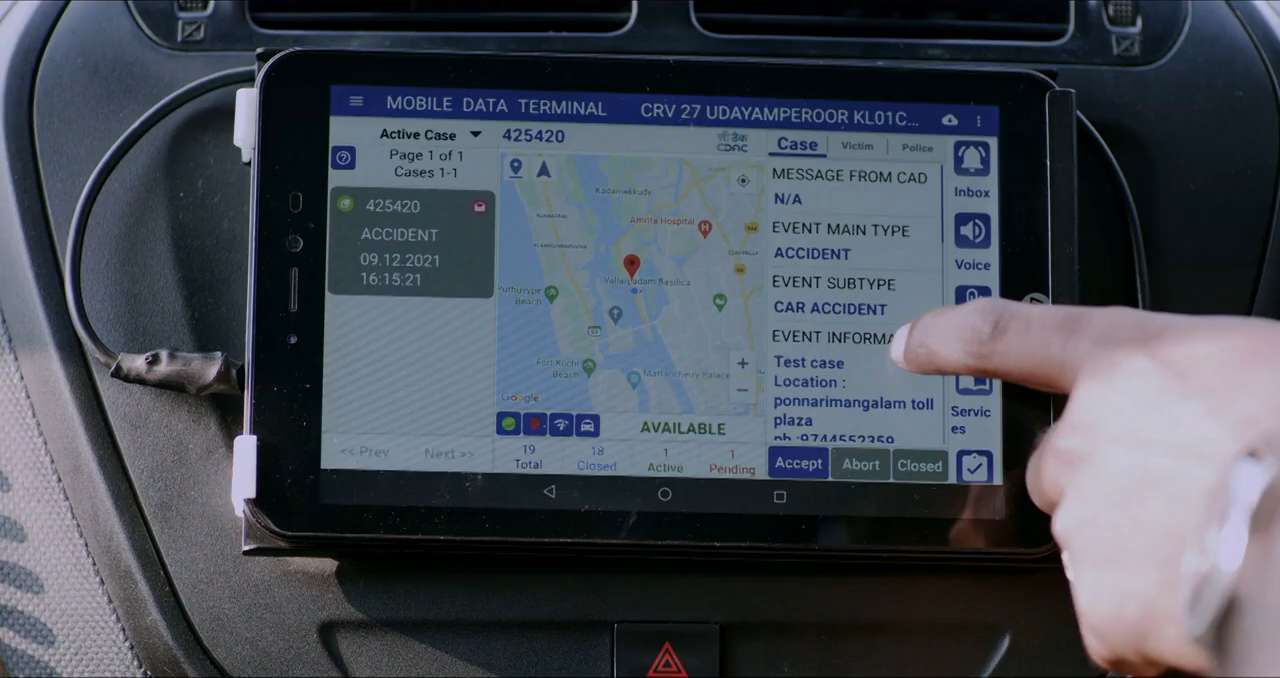 MOBILE DATA TERMINAL
CRV 27 UDAYAMPEROOR KL01C...
Active Case
Page 1 of 1
Cases 1-1
425420
ACCIDENT
09.12.2021
16:15:21
<< Prev
Next >>
425420
सी डैक
CDAC
Kadamakkudy
Amrita Hospital
Vallarpadam Basilica
Puthuvype
Beach
Fort Kochi
Beach
Mattancherry Palace
Google
AVAILABLE
19
Total
18
Closed
1
Active
1
Pending
Case
Victim
Police
MESSAGE FROM CAD
N/A
EVENT MAIN TYPE
ACCIDENT
EVENT SUBTYPE
CAR ACCIDENT
EVENT INFORMA
Test case
Location :
ponnarimangalam toll
plaza
ph :9744552359
Accept
Abort
Closed
Inbox
Voice
Servic
es